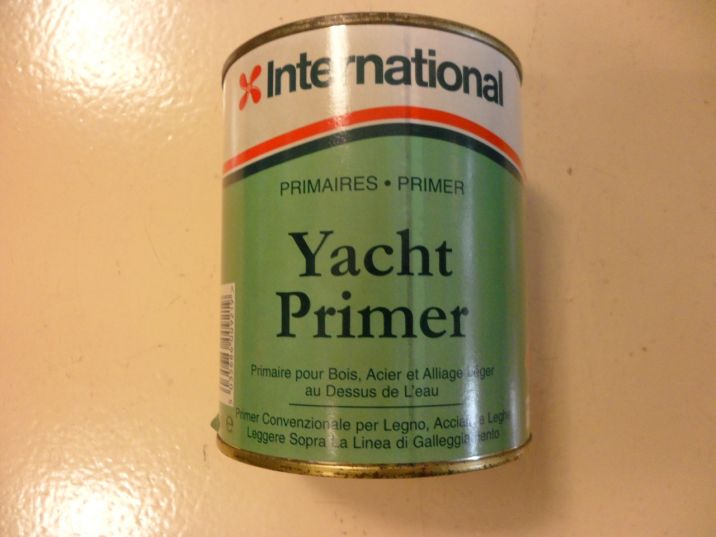 International
PRIMAIRES • PRIMER
Yacht
Primer
Primaire pour Bois, Acier et Alliage Léger
au Dessus de L'eau
Primer Convenzionale per Legno, Acciaio e Leghe
Leggere Sopra La Linea di Galleggiamento
e